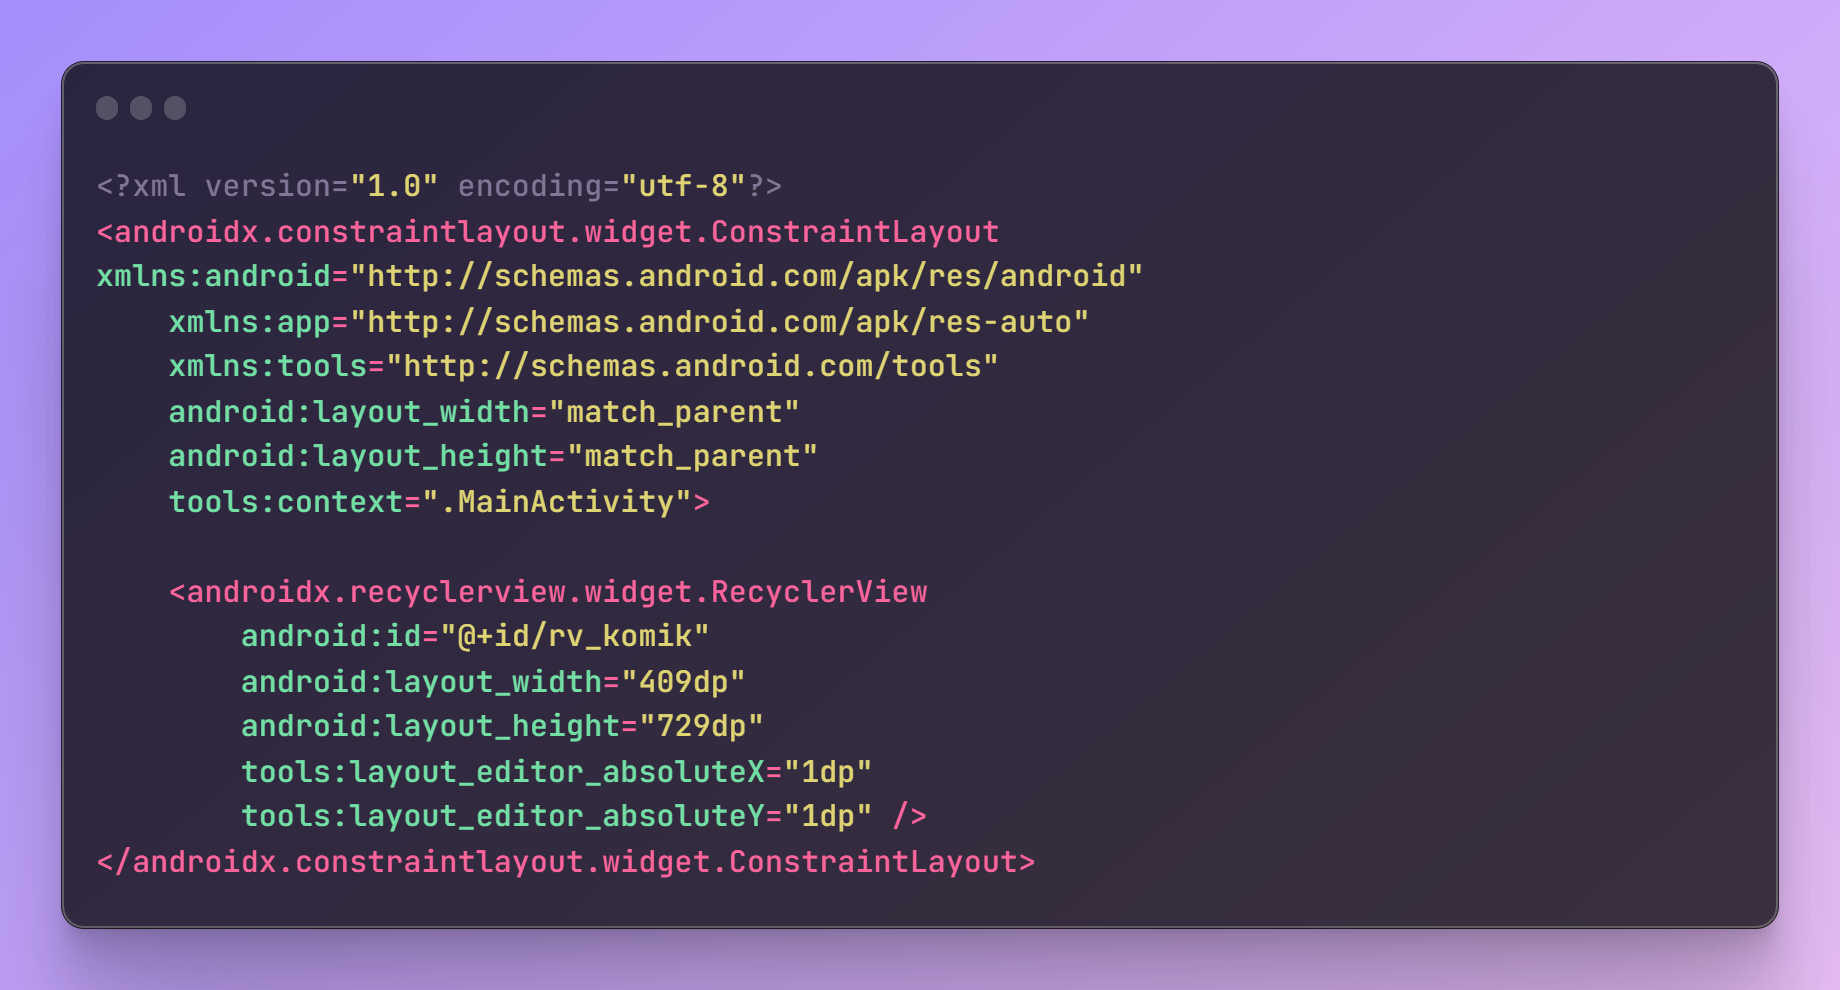 <?xml version="1.0" encoding="utf-8"?>
<androidx.constraintlayout.widget.ConstraintLayout
xmlns:android="http://schemas.android.com/apk/res/android"
    xmlns:app="http://schemas.android.com/apk/res-auto"
    xmlns:tools="http://schemas.android.com/tools"
    android:layout_width="match_parent"
    android:layout_height="match_parent"
    tools:context=".MainActivity">

    <androidx.recyclerview.widget.RecyclerView
        android:id="@+id/rv_komik"
        android:layout_width="409dp"
        android:layout_height="729dp"
        tools:layout_editor_absoluteX="1dp"
        tools:layout_editor_absoluteY="1dp" />
</androidx.constraintlayout.widget.ConstraintLayout>